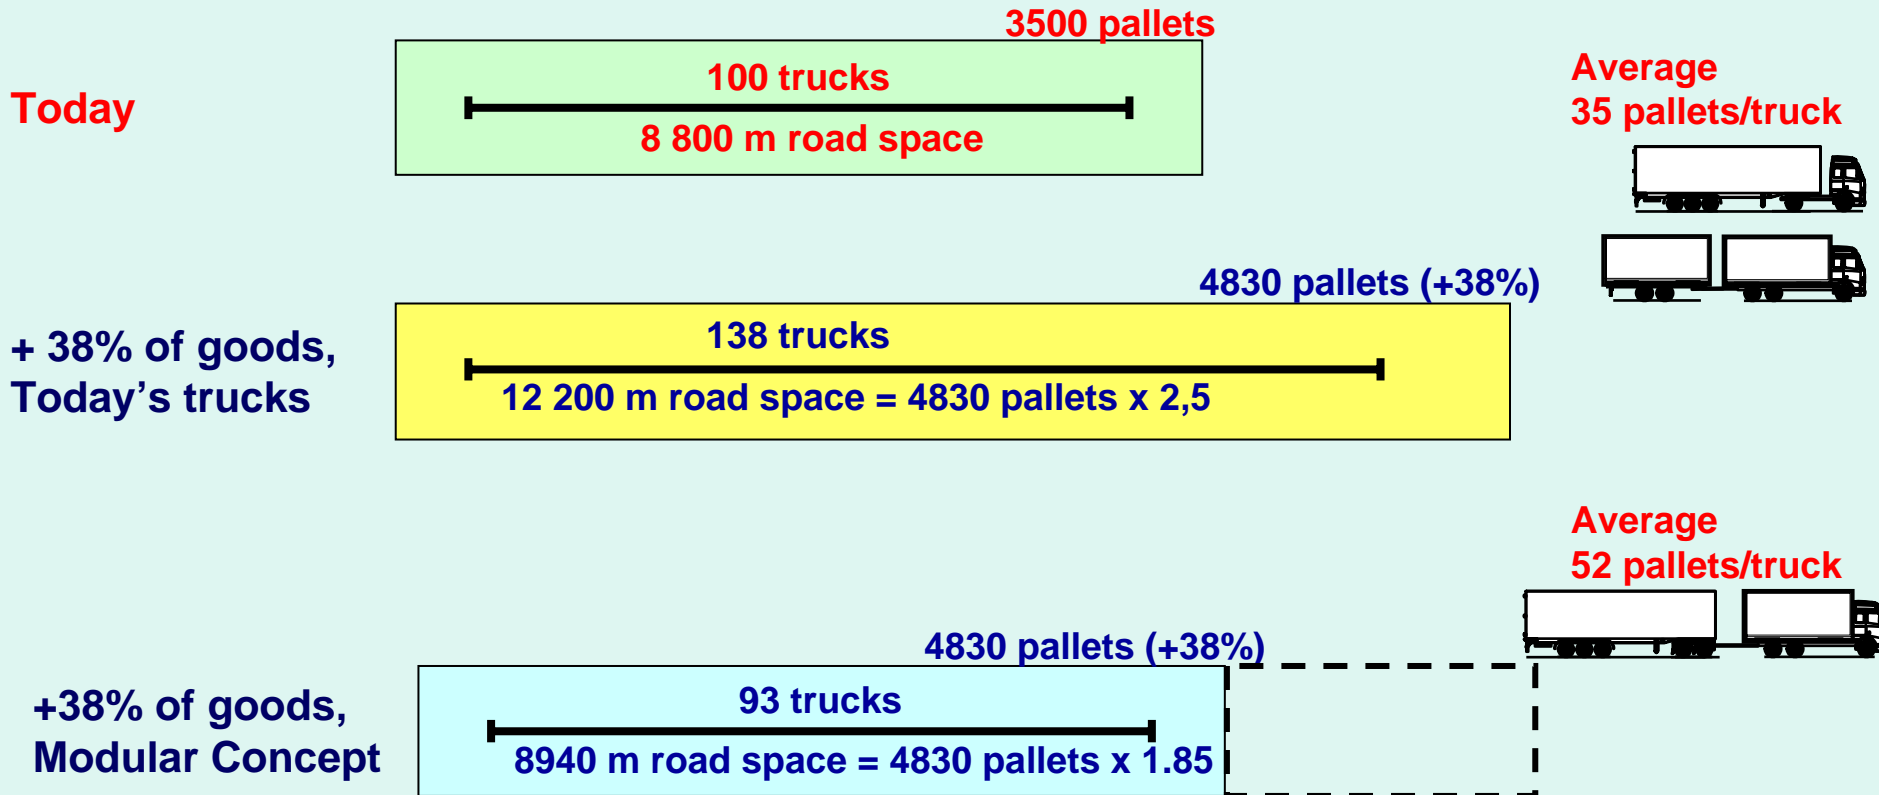 3500 pallets
Today
100 trucks
8 800 m road space
Average
35 pallets/truck
4830 pallets (+38%)
+ 38% of goods,
Today's trucks
138 trucks
12 200 m road space = 4830 pallets x 2,5
Average
52 pallets/truck
4830 pallets (+38%)
+38% of goods,
Modular Concept
93 trucks
8940 m road space = 4830 pallets x 1.85